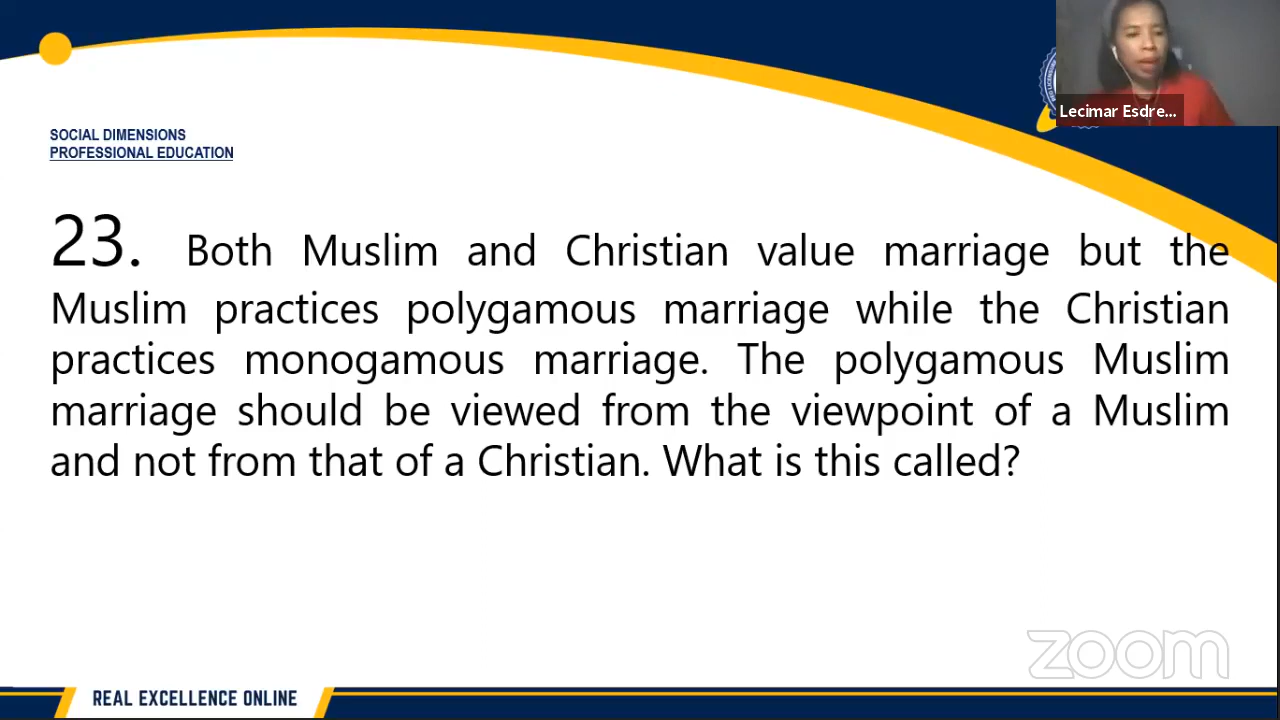 Lecimar Esdre...
SOCIAL DIMENSIONS
PROFESSIONAL EDUCATION
23. Both Muslim and Christian value marriage but the
Muslim practices polygamous marriage while the Christian
practices monogamous marriage. The polygamous Muslim
marriage should be viewed from the viewpoint of a Muslim
and not from that of a Christian. What is this called?
zoom
REAL EXCELLENCE ONLINE